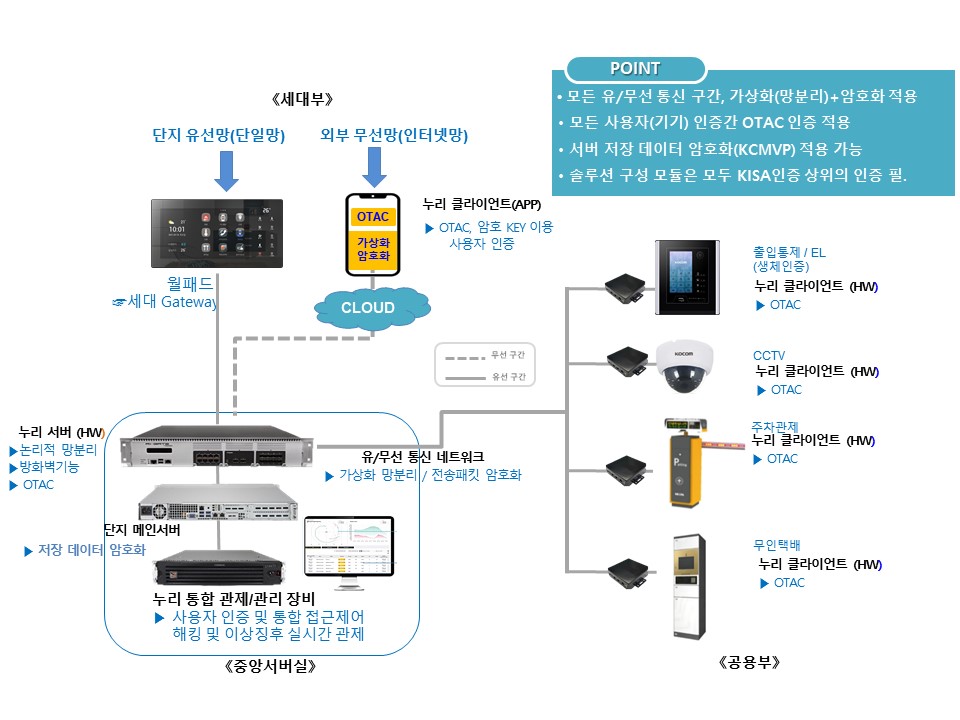 POINT
• 모든 유/무선 통신 구간, 가상화(망분리)+암호화 적용
• 모든 사용자(기기) 인증간 OTAC 인증 적용
• 서버 저장 데이터 암호화(KCMVP) 적용 가능
• 솔루션 구성 모듈은 모두 KISA인증 상위의 인증 필.
《세대부》
단지 유선망(단일망)
외부 무선망(인터넷망)
10:01
26°
OTAC
가상화
암호화
누리 클라이언트(APP)
▶ OTAC, 암호 KEY 이용
사용자 인증
월패드
☞세대 Gateway
CLOUD
무선 구간
유선 구간
출입통제 / EL
(생체인증)
누리 클라이언트 (HW)
▶ OTAC
KOCOM
CCTV
누리 클라이언트 (HW)
▶ OTAC
주차관제
누리 클라이언트 (HW)
▶ OTAC
무인택배
누리 클라이언트 (HW)
▶ OTAC
《공용부》
누리 서버 (HW)
▶논리적 망분리
▶방화벽기능
▶ OTAC
유/무선 통신 네트워크
▶ 가상화 망분리 / 전송패킷 암호화
단지 메인서버
▶ 저장 데이터 암호화
누리 통합 관제/관리 장비
▶ 사용자 인증 및 통합 접근제어
해킹 및 이상징후 실시간 관제
《중앙서버실》